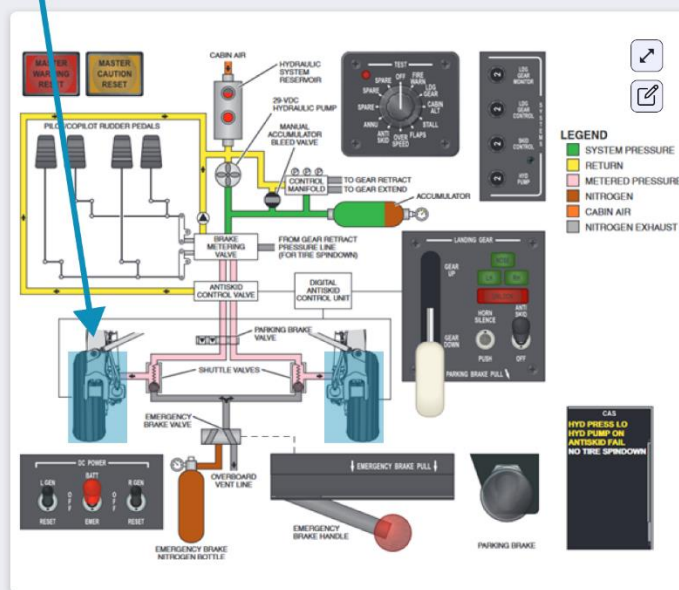 MASTER
WARNING
RESET
MASTER
CAUTION
RESET
CABIN AIR
HYDRAULIC
SYSTEM
RESERVOIR
29-VDC
HYDRAULIC PUMP
MANUAL
ACCUMULATOR
BLEED VALVE
PILOT/COPILOT RUDDER PEDALS
P P P
CONTROL
MANIFOLD
TO GEAR RETRACT
TO GEAR EXTEND
ACCUMULATOR
BRAKE
METERING
VALVE
FROM GEAR RETRACT
PRESSURE LINE
(FOR TIRE SPINDOWN)
ANTISKID
CONTROL VALVE
DIGITAL
ANTISKID
CONTROL UNIT
PARKING BRAKE
VALVE
SHUTTLE VALVES
EMERGENCY
BRAKE VALVE
OVERBOARD
VENT LINE
EMERGENCY BRAKE
NITROGEN BOTTLE
TEST
OFF
FIRE
WARN
LDG
GEAR
CABIN
ALT
STALL
FLAPS
OVER
SPEED
ANTI
SKID
ANNU
SPARE
SPARE
SPARE
LDG
GEAR
MONITOR
LDG
GEAR
CONTROL
SKID
CONTROL
HYD
PUMP
SYSTEMS
LEGEND
SYSTEM PRESSURE
RETURN
METERED PRESSURE
NITROGEN
CABIN AIR
NITROGEN EXHAUST
LANDING GEAR
GEAR
UP
GEAR
DOWN
HORN
SILENCE
PUSH
ANTI
SKID
OFF
PARKING BRAKE PULL
DC POWER
L GEN
OFF
RESET
BATT
EMER
OFF
R GEN
RESET
EMERGENCY BRAKE PULL
EMERGENCY
BRAKE HANDLE
PARKING BRAKE
CAS
HYD PRESS LO
HYD PUMP ON
ANTISKID FAIL
NO TIRE SPINDOWN